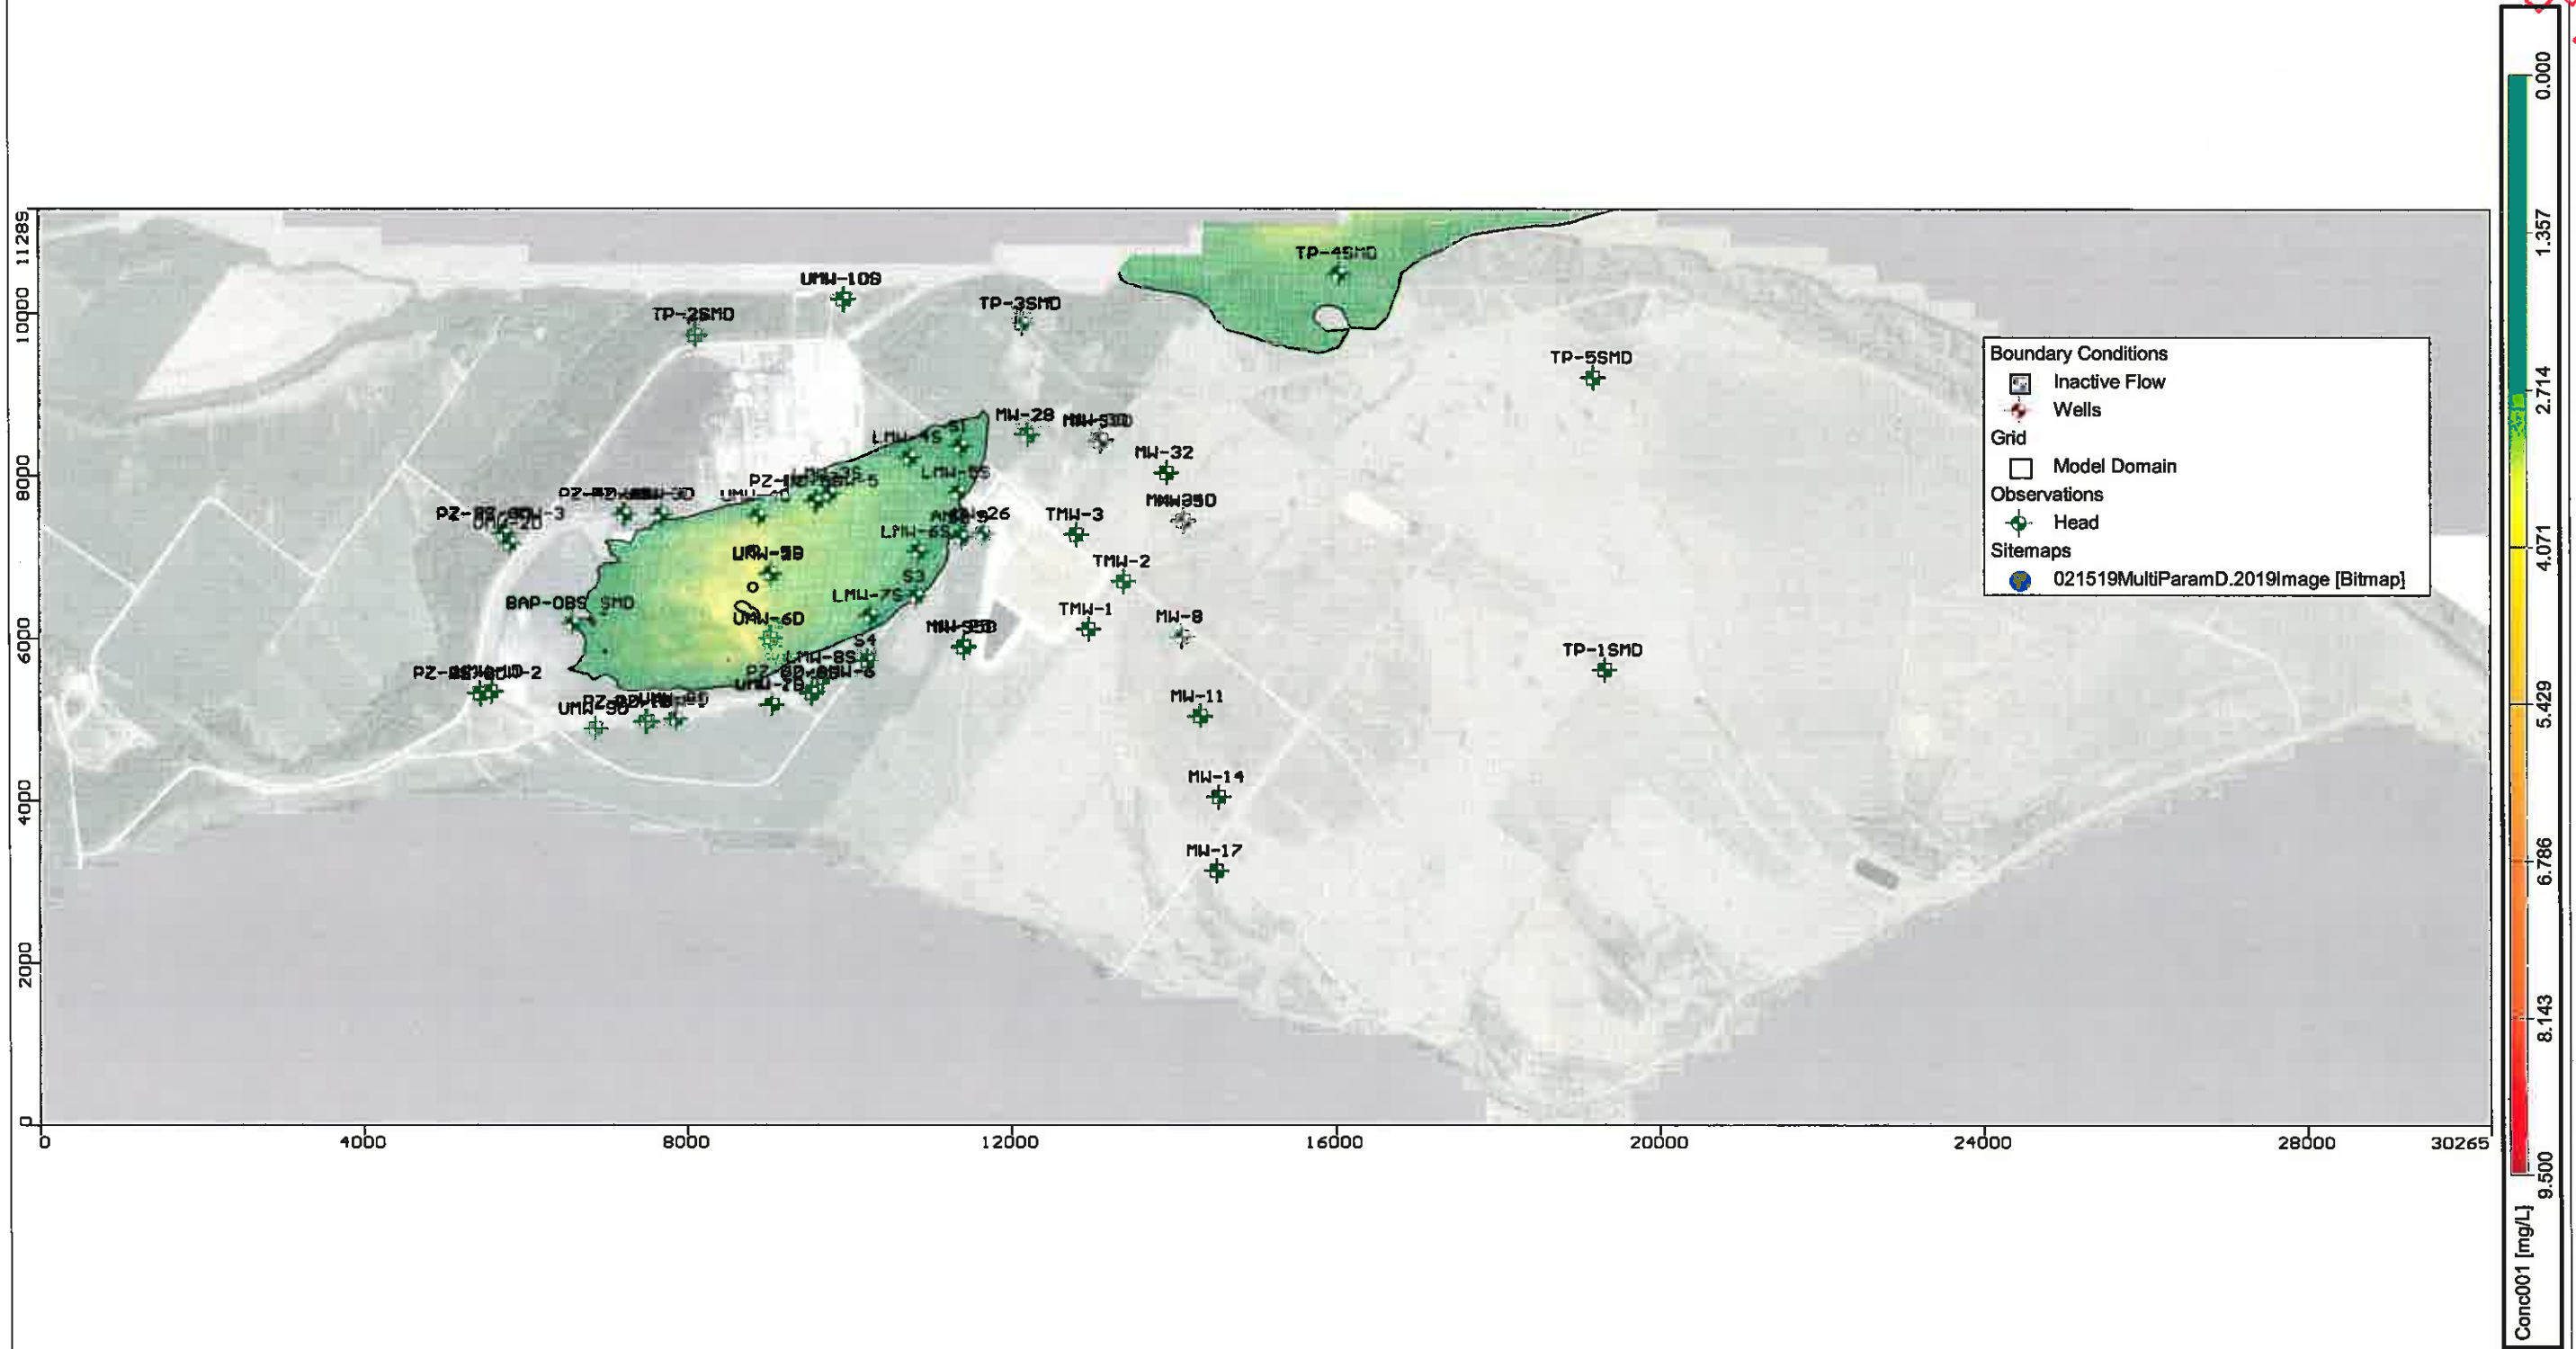 11289
10000
8000
6000
4000
2000
0
0
4000
8000
12000
16000
20000
24000
28000
30265
TP-4SMD
UMW-10S
TP-3SMD
TP-2SMD
TP-5SMD
MW-28
LMW-4S
S1
MW-32
LMW-5S
LMW-3S
TMW-3
LMW-6S
TMW-2
S3
BAP-OBS SMD
LMW-7S
TMW-1
MW-8
UMW-6D
S4
LMW-8S
TP-1SMD
MW-11
MW-14
MW-17
Boundary Conditions
Inactive Flow
Wells
Grid
Model Domain
Observations
Head
Sitemaps
021519MultiParamD.2019Image [Bitmap]
0.000
1.357
2.714
4.071
5.429
6.786
8.143
9.500
Conc001 [mg/L]